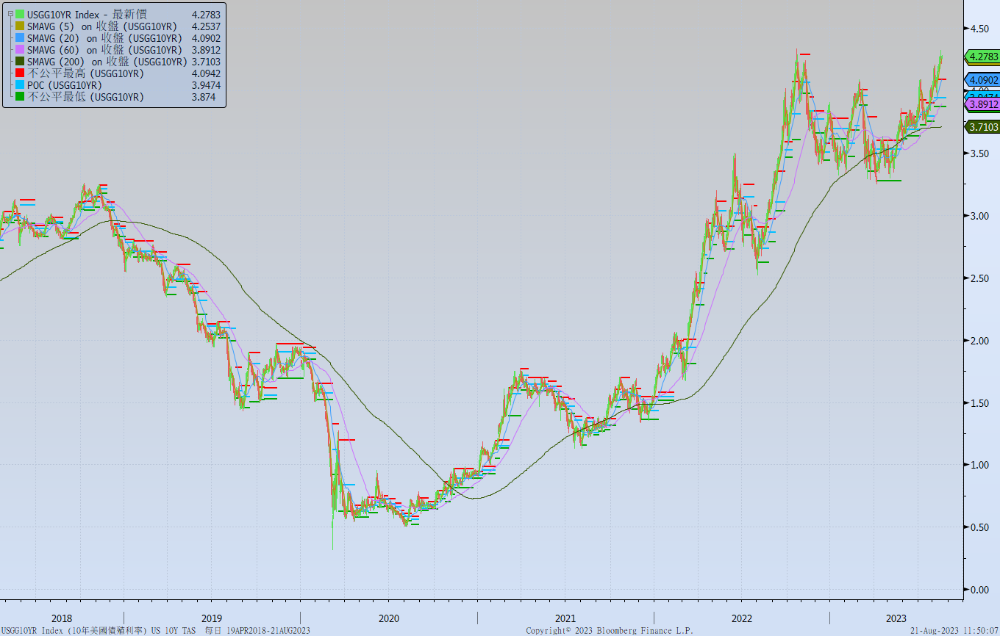 USGG10YR Index - 最新價 4.2783
SMAVG (5) on 收盤 (USGG10YR) 4.2537
SMAVG (20) on 收盤 (USGG10YR) 4.0902
SMAVG (60) on 收盤 (USGG10YR) 3.8912
SMAVG (200) on 收盤 (USGG10YR) 3.7103
不公平最高 (USGG10YR) 4.0942
POC (USGG10YR) 3.9474
不公平最低 (USGG10YR) 3.874
4.50
4.2783
4.0902
4.00
3.9474
3.8912
3.7103
3.50
3.00
2.50
2.00
1.50
1.00
0.50
0.00
2018 2019 2020 2021 2022 2023
USGG10YR Index (10年美國債殖利率) US 10Y TAS 每日 19APR2018-21AUG2023 Copyright© 2023 Bloomberg Finance L.P. 21-Aug-2023 11:50:07